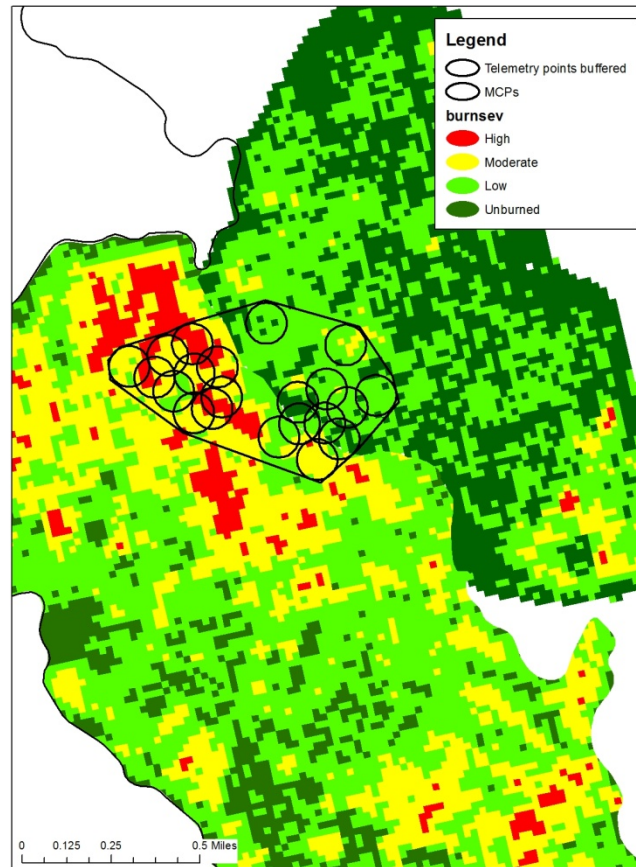 Legend
Telemetry points buffered
MCPs
burnsev
High
Moderate
Low
Unburned
0 0.125 0.25 0.5 Miles